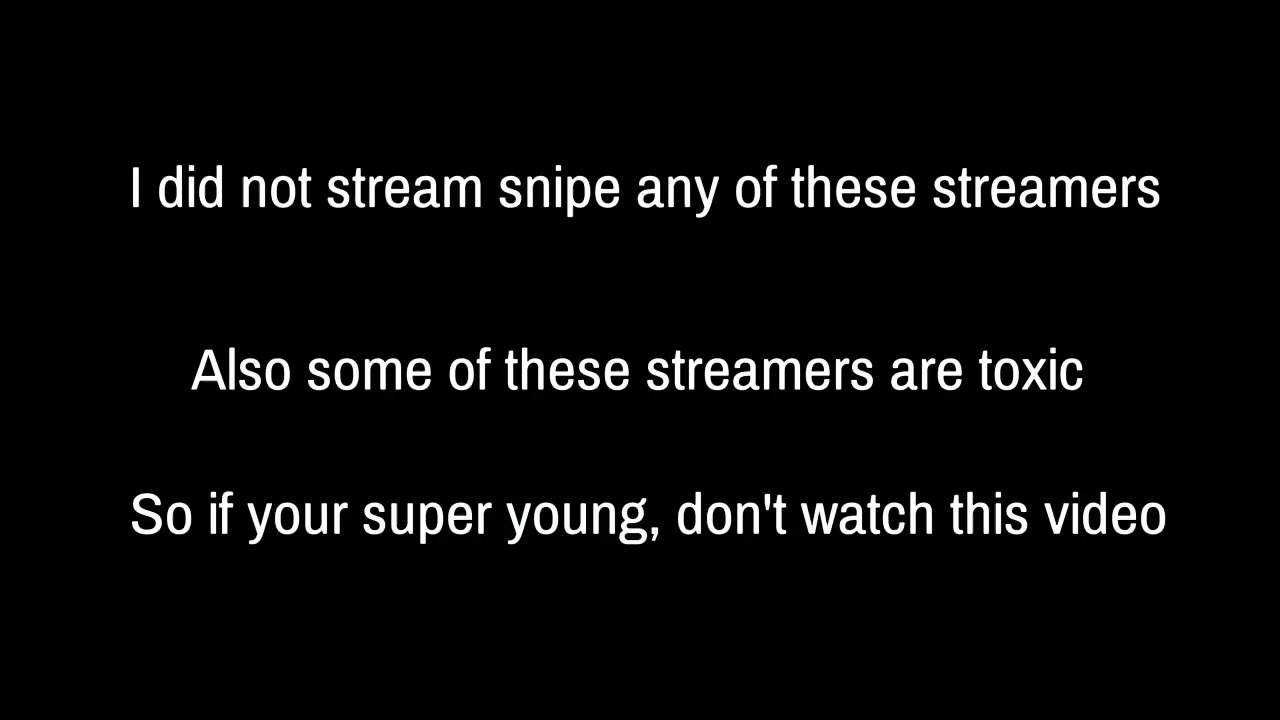 I did not stream snipe any of these streamers
Also some of these streamers are toxic
So if your super young, don't watch this video